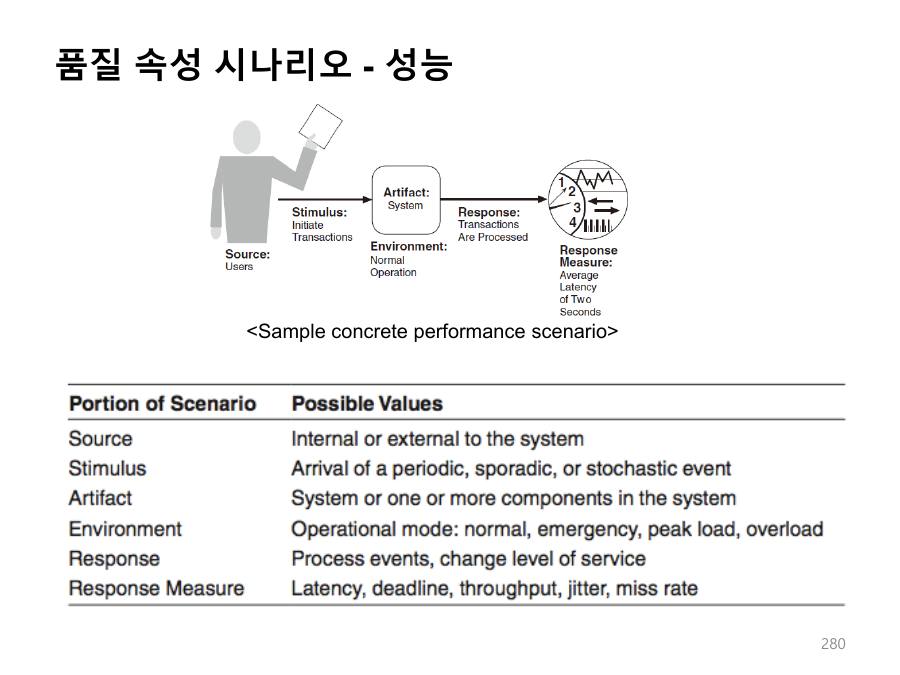 품질 속성 시나리오 - 성능
Artifact:
System
Stimulus:
Initiate
Transactions
Response:
Transactions
Are Processed
1
2
3
4
Source:
Users
Environment:
Normal
Operation
Response
Measure:
Average
Latency
of Two
Seconds
<Sample concrete performance scenario>
Portion of Scenario Possible Values
Source Internal or external to the system
Stimulus Arrival of a periodic, sporadic, or stochastic event
Artifact System or one or more components in the system
Environment Operational mode: normal, emergency, peak load, overload
Response Process events, change level of service
Response Measure Latency, deadline, throughput, jitter, miss rate
280